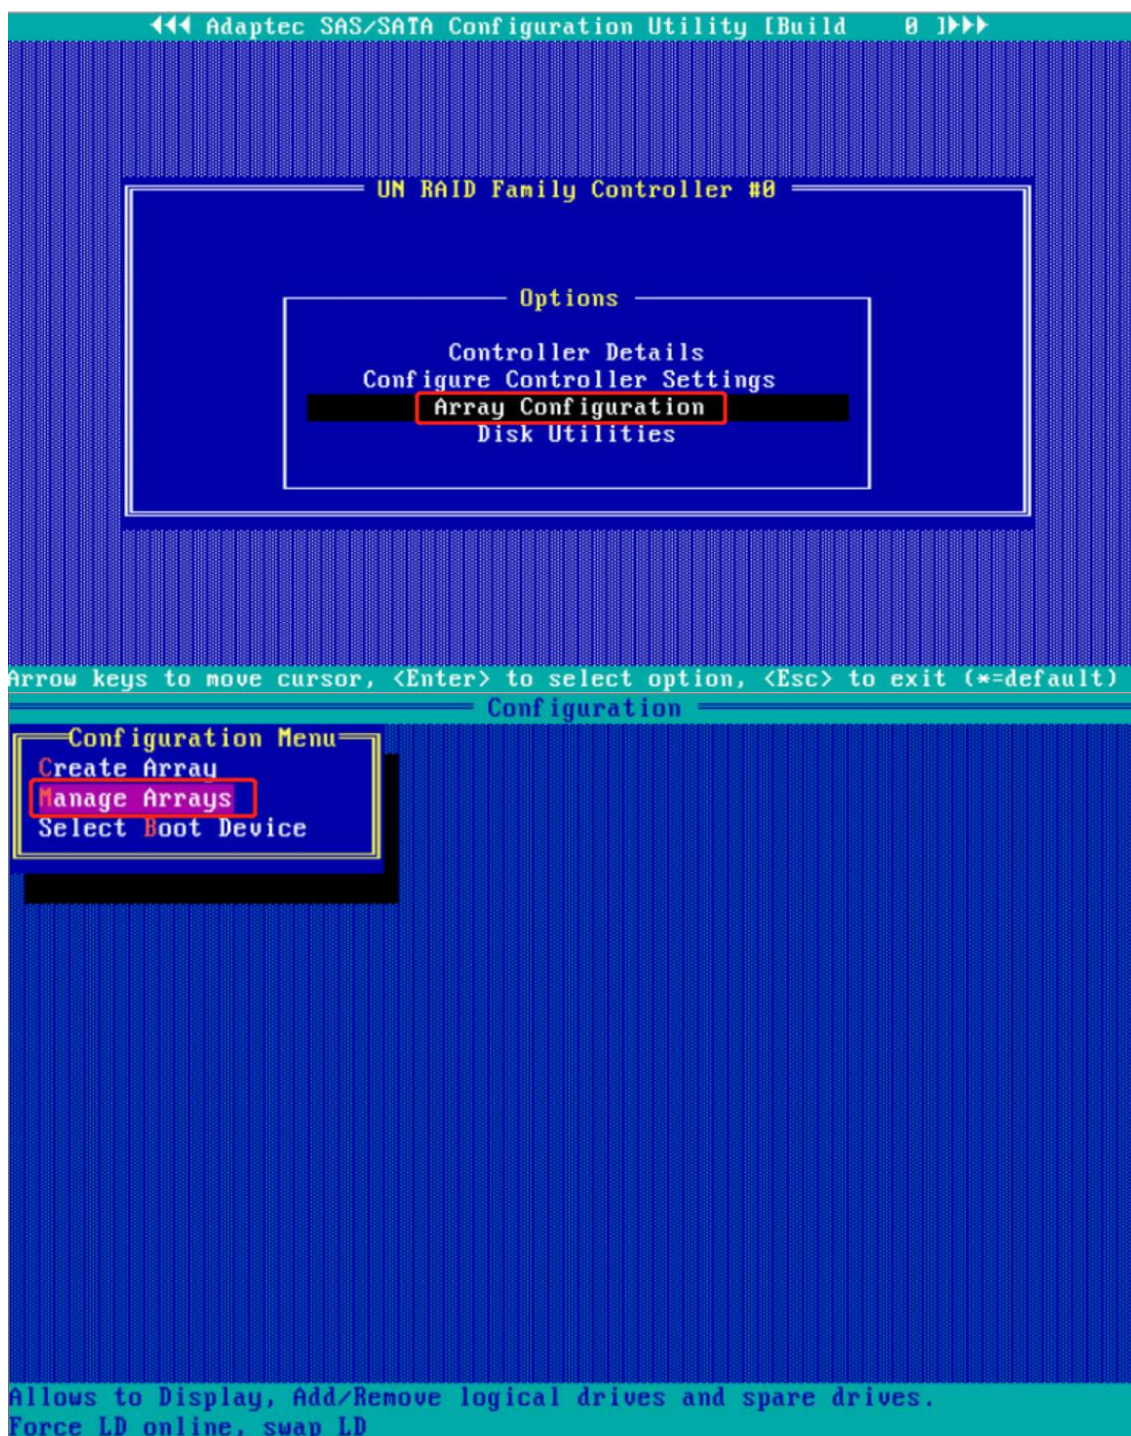 Adaptec SAS/SATA Configuration Utility [Build 0 ]
UN RAID Family Controller #0
Options
Controller Details
Configure Controller Settings
Array Configuration
Disk Utilities
Arrow keys to move cursor, <Enter> to select option, <Esc> to exit (*=default)
Configuration
Configuration Menu
Create Array
Manage Arrays
Select Boot Device
Allows to Display, Add/Remove logical drives and spare drives.
Force LD online, swap LD